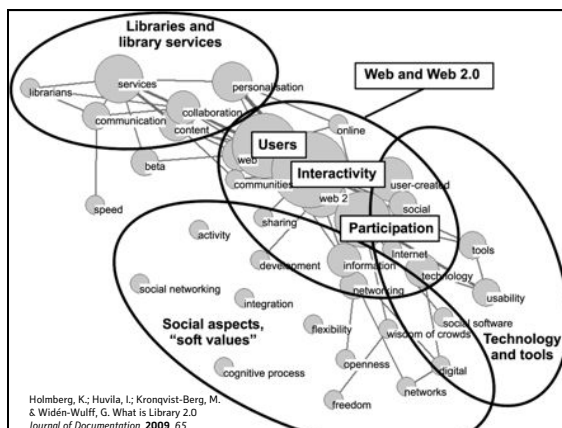 Libraries and
library services
services
librarians
personalisation
Web and Web 2.0
communication
collaboration
content
online
Users
beta
web
communities
Interactivity
user-created
web 2
social
speed
sharing
Participation
activity
Internet
tools
development
information
technology
social networking
networking
usability
integration
Social aspects,
"soft values"
flexibility
social software
wisdom of crowds
Technology
and tools
cognitive process
openness
digital
networks
freedom
Holmberg, K.; Huvila, I.; Kronqvist-Berg, M.
& Widén-Wulff, G. What is Library 2.0
Journal of Documentation, 2009, 65